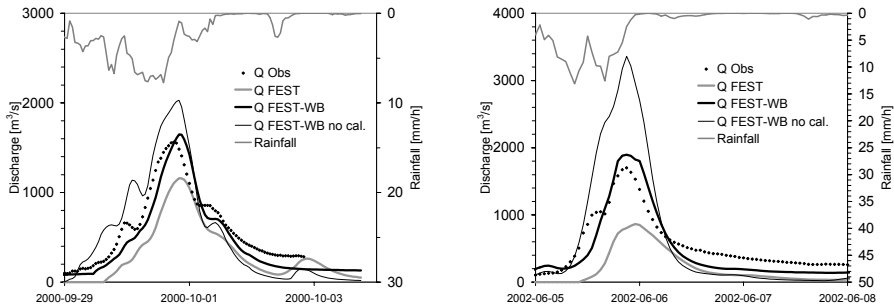 3000
2000
1000
0
Discharge [m³/s]
0
10
20
30
Rainfall [mm/h]
Q Obs
Q FEST
Q FEST-WB
Q FEST-WB no cal.
Rainfall
2000-09-29
2000-10-01
2000-10-03
4000
3000
2000
1000
0
Discharge [m³/s]
0
5
10
15
20
25
30
35
40
45
50
Rainfall [mm/h]
Q Obs
Q FEST
Q FEST-WB
Q FEST-WB no cal.
Rainfall
2002-06-05
2002-06-06
2002-06-07
2002-06-08